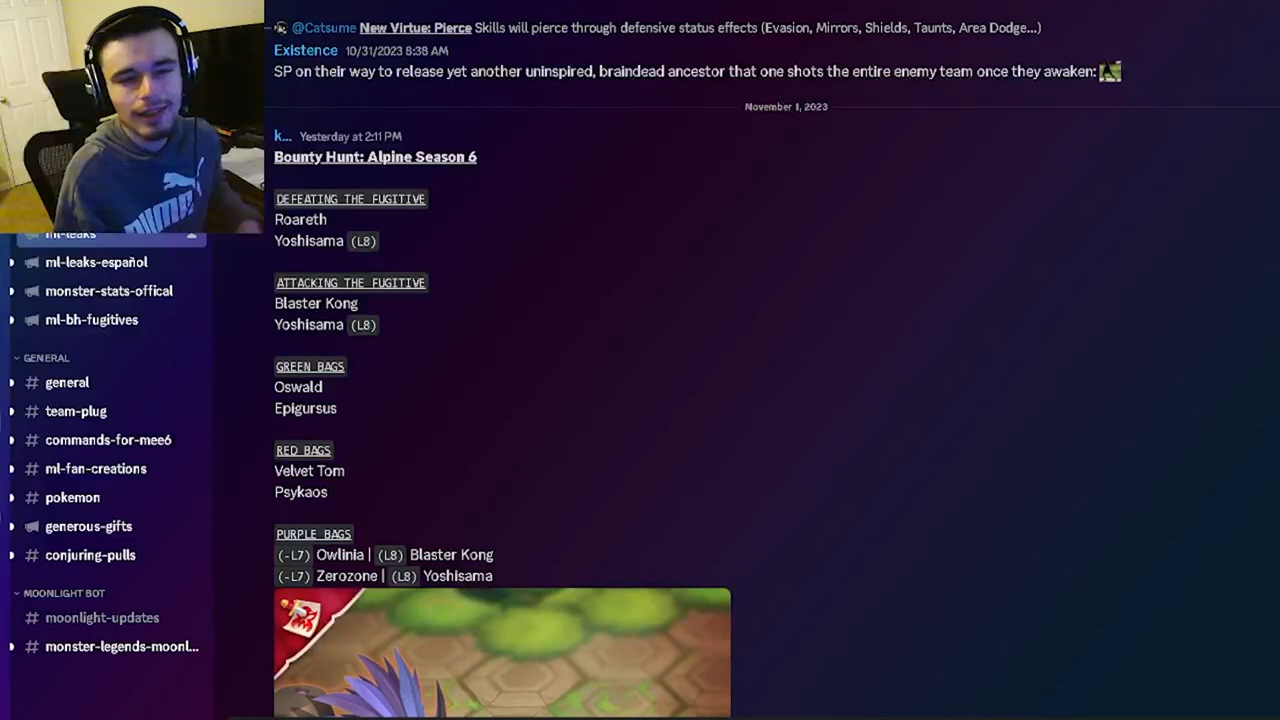 @Catsume New Virtue: Pierce Skills will pierce through defensive status effects (Evasion, Mirrors, Shields, Taunts, Area Dodge...)
Existence 10/31/2023 8:38 AM
SP on their way to release yet another uninspired, braindead ancestor that one shots the entire enemy team once they awaken:
November 1, 2023
k... Yesterday at 2:11 PM
Bounty Hunt: Alpine Season 6
DEFEATING THE FUGITIVE
Roareth
Yoshisama (L8)
ATTACKING THE FUGITIVE
Blaster Kong
Yoshisama (L8)
GREEN BAGS
Oswald
Epigursus
RED BAGS
Velvet Tom
Psykaos
PURPLE BAGS
(-L7) Owlinia | (L8) Blaster Kong
(-L7) Zerozone | (L8) Yoshisama
PUMA
ml-leaks
ml-leaks-español
monster-stats-offical
ml-bh-fugitives
GENERAL
general
team-plug
commands-for-mee6
ml-fan-creations
pokemon
generous-gifts
conjuring-pulls
MOONLIGHT BOT
moonlight-updates
monster-legends-moonl...